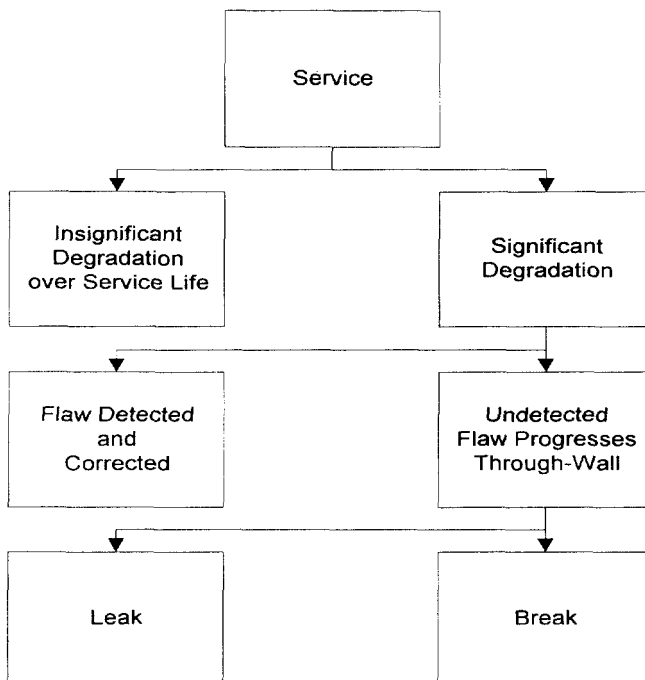 Service
Insignificant
Degradation
over Service Life
Significant
Degradation
Flaw Detected
and
Corrected
Undetected
Flaw Progresses
Through-Wall
Leak
Break